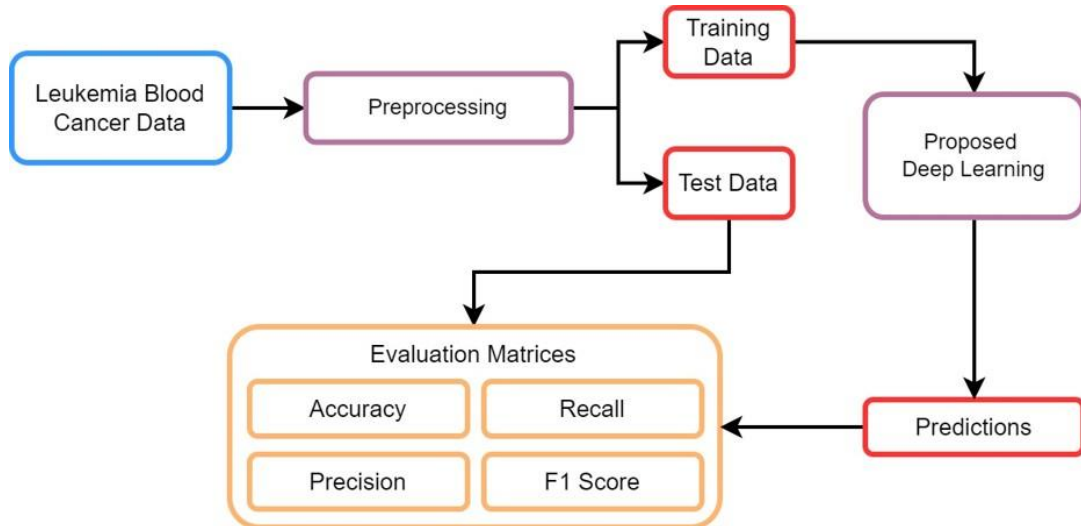 Leukemia Blood
Cancer Data
Preprocessing
Training
Data
Test Data
Proposed
Deep Learning
Evaluation Matrices
Accuracy
Recall
Precision
F1 Score
Predictions